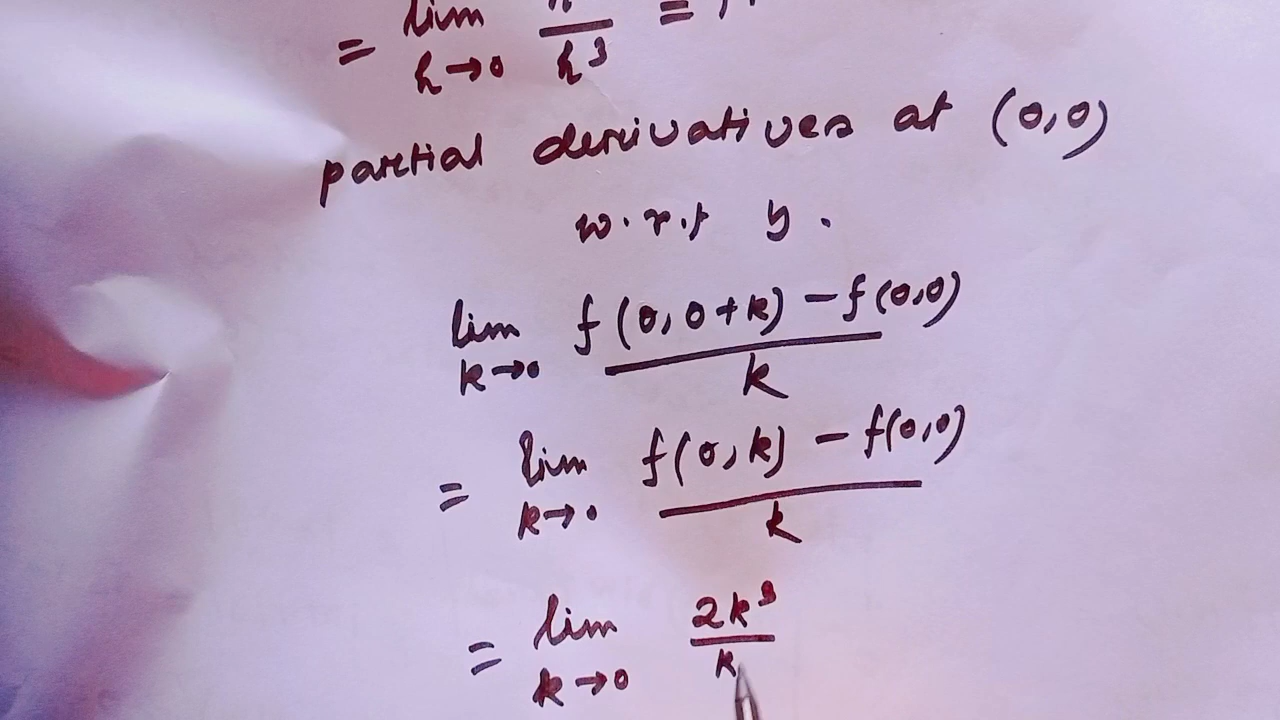 = lim h→0 /h³ =
partial derivatives at (0,0)
w.r.t y.
lim k→0 f(0,0+k) - f(0,0) / k
= lim k→0 f(0,k) - f(0,0) / k
= lim k→0 2k³ / k